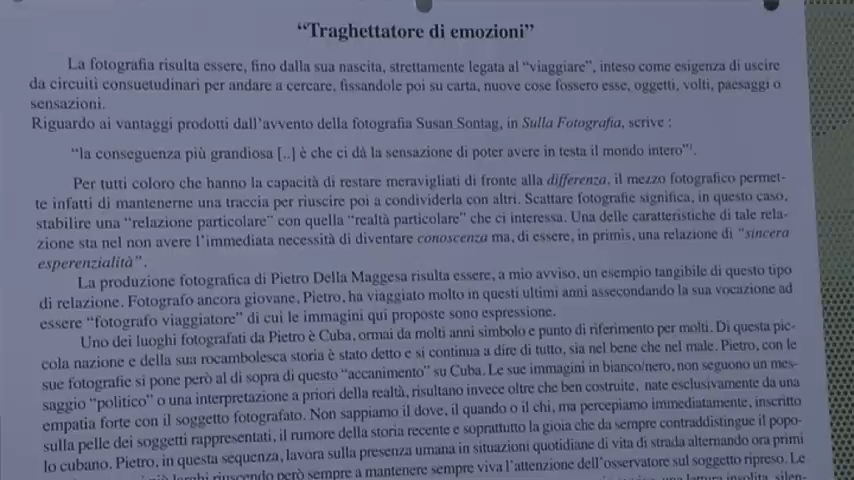 “Traghettatore di emozioni”
La fotografia risulta essere, fino dalla sua nascita, strettamente legata al “viaggiare”, inteso come esigenza di uscire
da circuiti consuetudinari per andare a cercare, fissandole poi su carta, nuove cose fossero esse, oggetti, volti, paesaggi o
sensazioni.
Riguardo ai vantaggi prodotti dall’avvento della fotografia Susan Sontag, in Sulla Fotografia, scrive :
“la conseguenza più grandiosa [..] è che ci dà la sensazione di poter avere in testa il mondo intero”¹.
Per tutti coloro che hanno la capacità di restare meravigliati di fronte alla differenza, il mezzo fotografico permet-
te infatti di mantenerne una traccia per riuscire poi a condividerla con altri. Scattare fotografie significa, in questo caso,
stabilire una “relazione particolare” con quella “realtà particolare” che ci interessa. Una delle caratteristiche di tale rela-
zione sta nel non avere l’immediata necessità di diventare conoscenza ma, di essere, in primis, una relazione di “sincera
esperenzialità”.
La produzione fotografica di Pietro Della Maggesa risulta essere, a mio avviso, un esempio tangibile di questo tipo
di relazione. Fotografo ancora giovane, Pietro, ha viaggiato molto in questi ultimi anni assecondando la sua vocazione ad
essere “fotografo viaggiatore” di cui le immagini qui proposte sono espressione.
Uno dei luoghi fotografati da Pietro è Cuba, ormai da molti anni simbolo e punto di riferimento per molti. Di questa pic-
cola nazione e della sua rocambolesca storia è stato detto e si continua a dire di tutto, sia nel bene che nel male. Pietro, con le
sue fotografie si pone però al di sopra di questo “accanimento” su Cuba. Le sue immagini in bianco/nero, non seguono un mes-
saggio “politico” o una interpretazione a priori della realtà, risultano invece oltre che ben costruite, nate esclusivamente da una
empatia forte con il soggetto fotografato. Non sappiamo il dove, il quando o il chi, ma percepiamo immediatamente, inscritto
sulla pelle dei soggetti rappresentati, il rumore della storia recente e soprattutto la gioia che da sempre contraddistingue il popo-
lo cubano. Pietro, in questa sequenza, lavora sulla presenza umana in situazioni quotidiane di vita di strada alternando ora primi
più larghi riuscendo però sempre a mantenere sempre viva l’attenzione dell’osservatore sul soggetto ripreso. Le
una lettura insolita, silen-